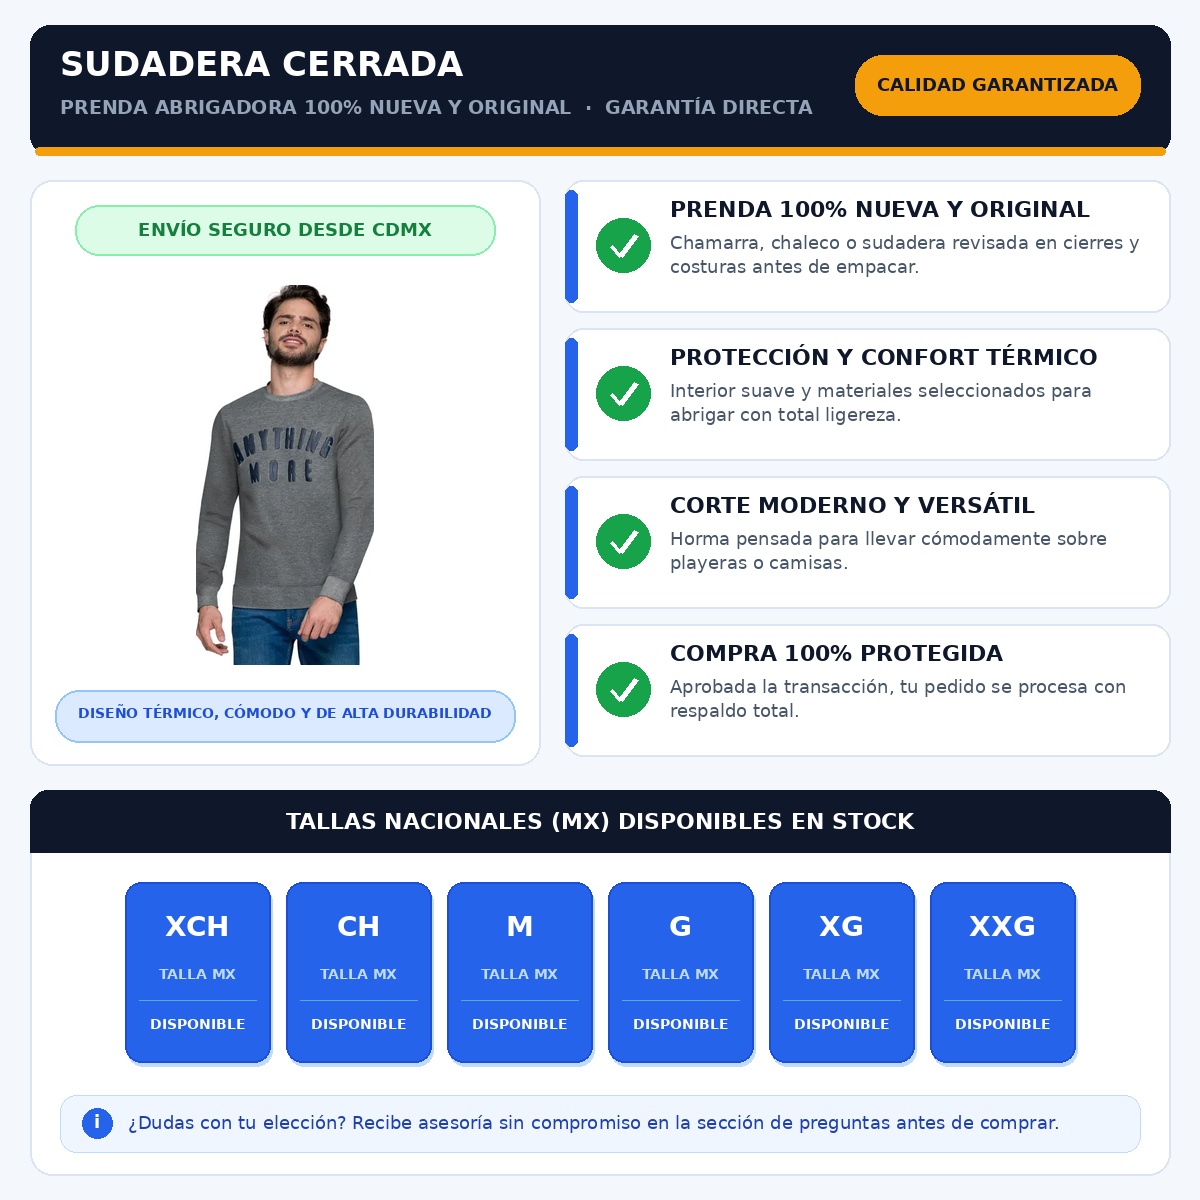 SUDADERA CERRADA
PRENDA ABRIGADORA 100% NUEVA Y ORIGINAL · GARANTÍA DIRECTA
CALIDAD GARANTIZADA
ENVÍO SEGURO DESDE CDMX
ANYTHING
MORE
DISEÑO TÉRMICO, CÓMODO Y DE ALTA DURABILIDAD
PRENDA 100% NUEVA Y ORIGINAL
Chamarra, chaleco o sudadera revisada en cierres y
costuras antes de empacar.
PROTECCIÓN Y CONFORT TÉRMICO
Interior suave y materiales seleccionados para
abrigar con total ligereza.
CORTE MODERNO Y VERSÁTIL
Horma pensada para llevar cómodamente sobre
playeras o camisas.
COMPRA 100% PROTEGIDA
Aprobada la transacción, tu pedido se procesa con
respaldo total.
TALLAS NACIONALES (MX) DISPONIBLES EN STOCK
XCH
TALLA MX
DISPONIBLE
CH
TALLA MX
DISPONIBLE
M
TALLA MX
DISPONIBLE
G
TALLA MX
DISPONIBLE
XG
TALLA MX
DISPONIBLE
XXG
TALLA MX
DISPONIBLE
i ¿Dudas con tu elección? Recibe asesoría sin compromiso en la sección de preguntas antes de comprar.